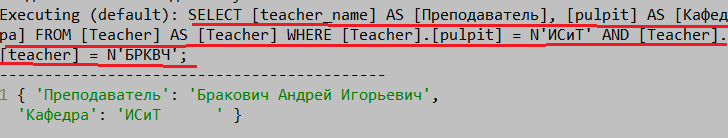 Executing (default): SELECT [teacher_name] AS [Преподаватель], [pulpit] AS [Кафед
ра] FROM [Teacher] AS [Teacher] WHERE [Teacher].[pulpit] = N'ИСиТ' AND [Teacher].
[teacher] = N'БРКВЧ';
-------------------------------------
1 { 'Преподаватель': 'Бракович Андрей Игорьевич',
'Кафедра': 'ИСиТ      ' }